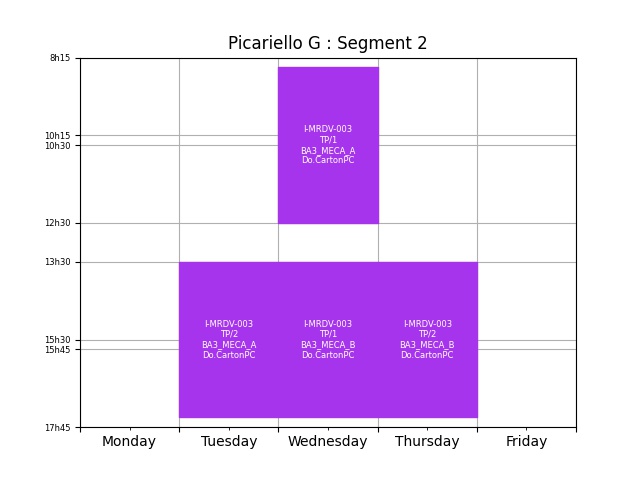 Picariello G : Segment 2
8h15
10h15
10h30
12h30
13h30
15h30
15h45
17h45
I-MRDV-003
TP/1
BA3_MECA_A
Do.CartonPC
I-MRDV-003
TP/2
BA3_MECA_A
Do.CartonPC
I-MRDV-003
TP/1
BA3_MECA_B
Do.CartonPC
I-MRDV-003
TP/2
BA3_MECA_B
Do.CartonPC
Monday
Tuesday
Wednesday
Thursday
Friday